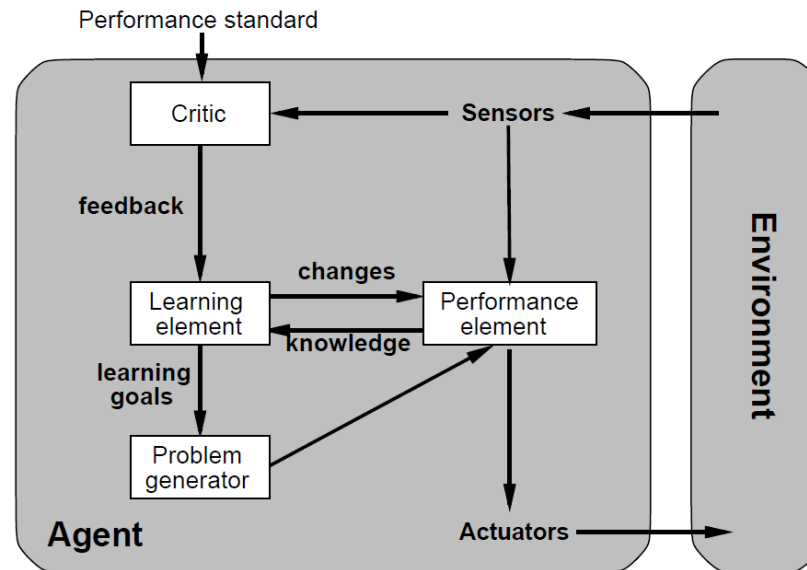 Performance standard
Critic
Sensors
feedback
changes
Learning
element
Performance
element
knowledge
learning
goals
Problem
generator
Agent
Actuators
Environment